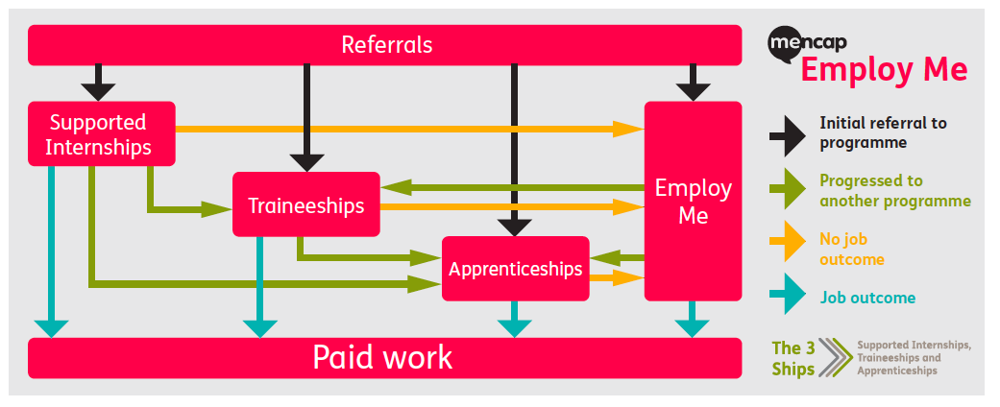 Referrals
mencap
Employ Me
Supported
Internships
Traineeships
Apprenticeships
Employ
Me
Paid work
Initial referral to
programme
Progressed to
another programme
No job
outcome
Job outcome
The 3
Ships
Supported Internships,
Traineeships and
Apprenticeships